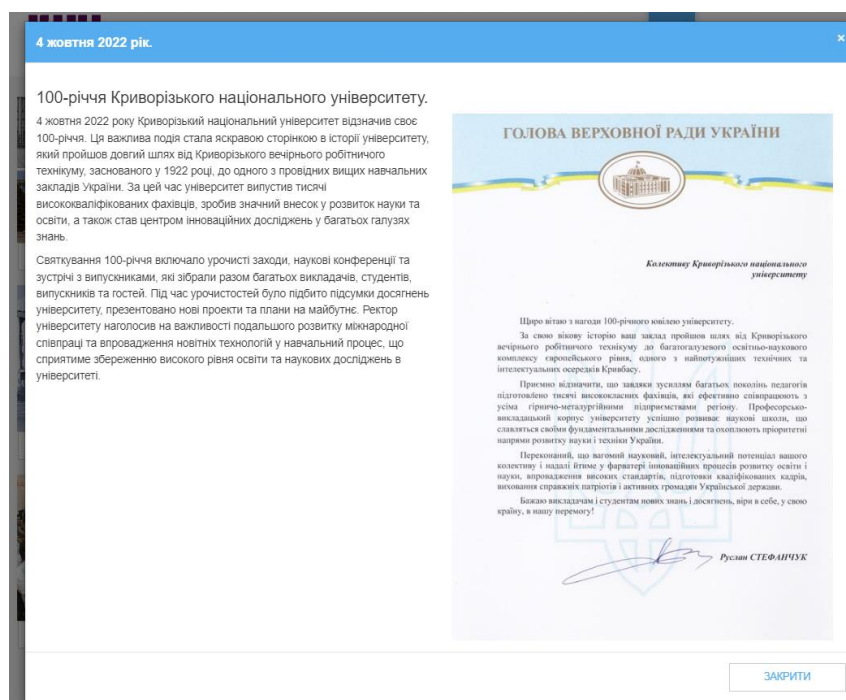 4 жовтня 2022 рік.
×
100-річчя Криворізького національного університету.
4 жовтня 2022 року Криворізький національний університет відзначив своє
100-річчя. Ця важлива подія стала яскравою сторінкою в історії університету,
який пройшов довгий шлях від Криворізького вечірнього робітничого
технікуму, заснованого у 1922 році, до одного з провідних вищих навчальних
закладів України. За цей час університет випустив тисячі
висококваліфікованих фахівців, зробив значний внесок у розвиток науки та
освіти, а також став центром інноваційних досліджень у багатьох галузях
знань.
Святкування 100-річчя включало урочисті заходи, наукові конференції та
зустрічі з випускниками, які зібрали разом багатьох викладачів, студентів,
випускників та гостей. Під час урочистостей було підбито підсумки досягнень
університету, презентовано нові проекти та плани на майбутнє. Ректор
університету наголосив на важливості подальшого розвитку міжнародної
співпраці та впровадження новітніх технологій у навчальний процес, що
сприятиме збереженню високого рівня освіти та наукових досліджень в
університеті.
ГОЛОВА ВЕРХОВНОЇ РАДИ УКРАЇНИ
Колективу Криворізького національного
університету
Щиро вітаю з нагоди 100-річного ювілею університету.
За свою вікову історію ваш заклад пройшов шлях від Криворізького
вечірнього робітничого технікуму до багатогалузевого освітньо-наукового
комплексу європейського рівня, одного з найпотужніших технічних та
інтелектуальних осередків Кривбасу.
Приємно відзначити, що завдяки зусиллям багатьох поколінь педагогів
підготовлено тисячі висококласних фахівців, які ефективно співпрацюють з
усіма гірничо-металургійними підприємствами регіону. Професорсько-
викладацький корпус університету успішно розвиває наукові школи, що
славляться своїми фундаментальними дослідженнями та охоплюють пріоритетні
напрями розвитку науки і техніки України.
Переконаний, що вагомий науковий, інтелектуальний потенціал вашого
колективу і надалі йтиме у фарватері інноваційних процесів розвитку освіти і
науки, впровадження високих стандартів, підготовки кваліфікованих кадрів,
виховання справжніх патріотів і активних громадян Української держави.
Бажаю викладачам і студентам нових знань і досягнень, віри в себе, у свою
країну, в нашу перемогу!
Руслан СТЕФАНЧУК
ЗАКРИТИ